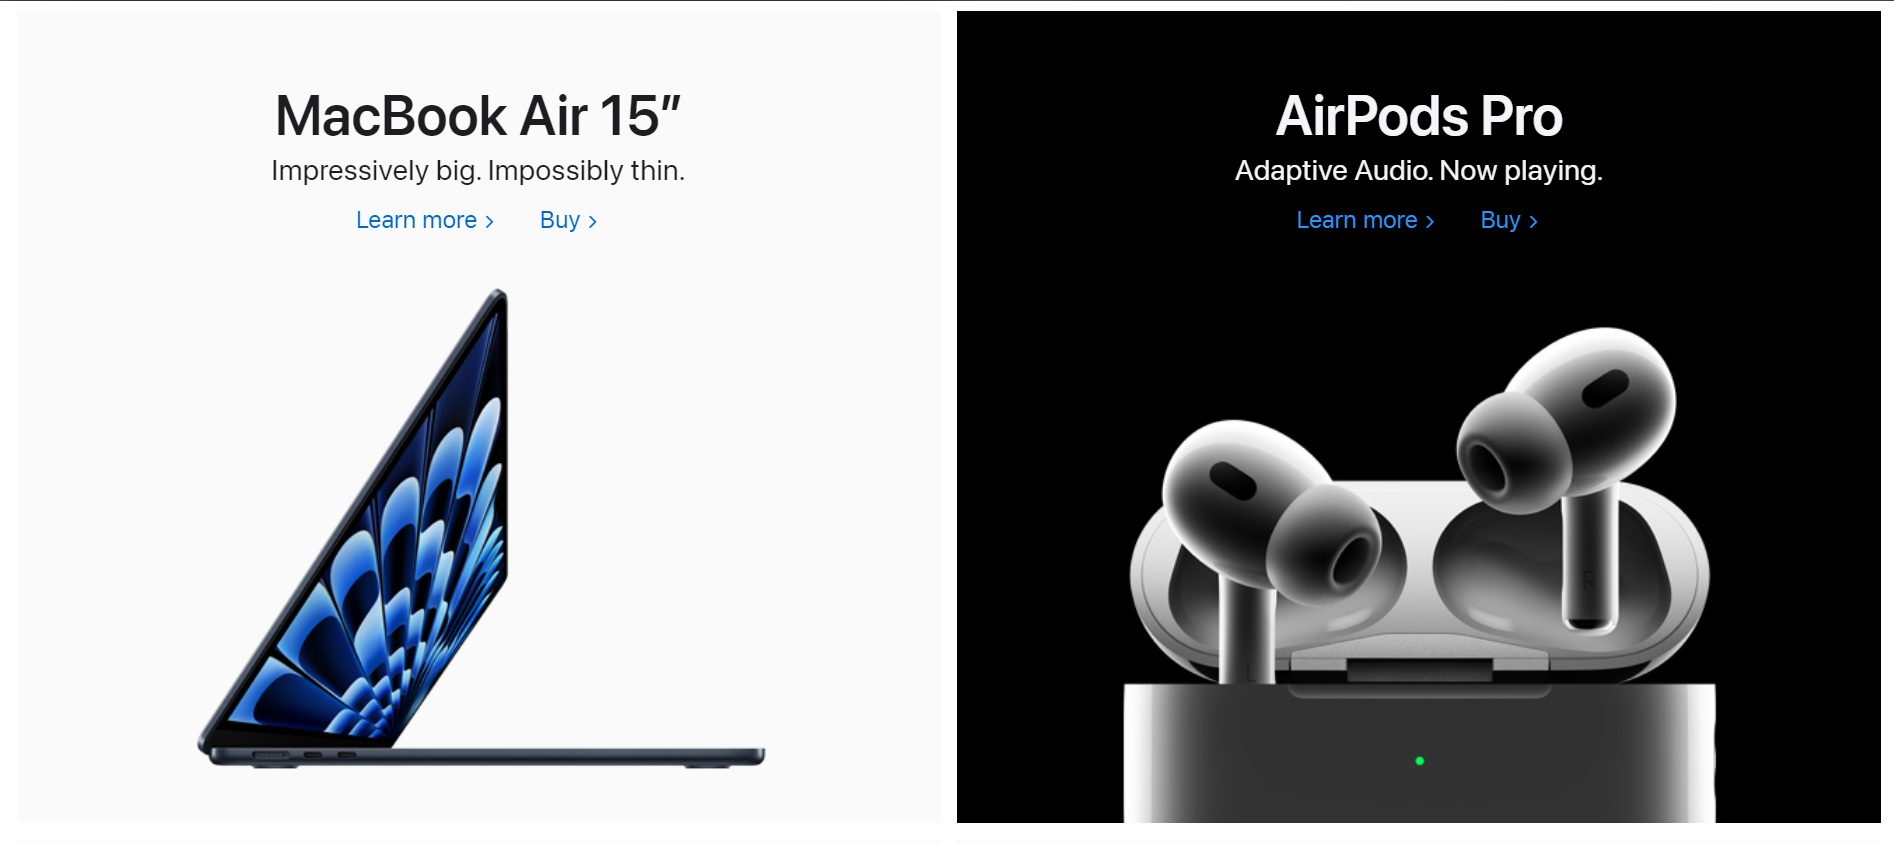 MacBook Air 15″
Impressively big. Impossibly thin.
Learn more > Buy >
AirPods Pro
Adaptive Audio. Now playing.
Learn more > Buy >
R
L